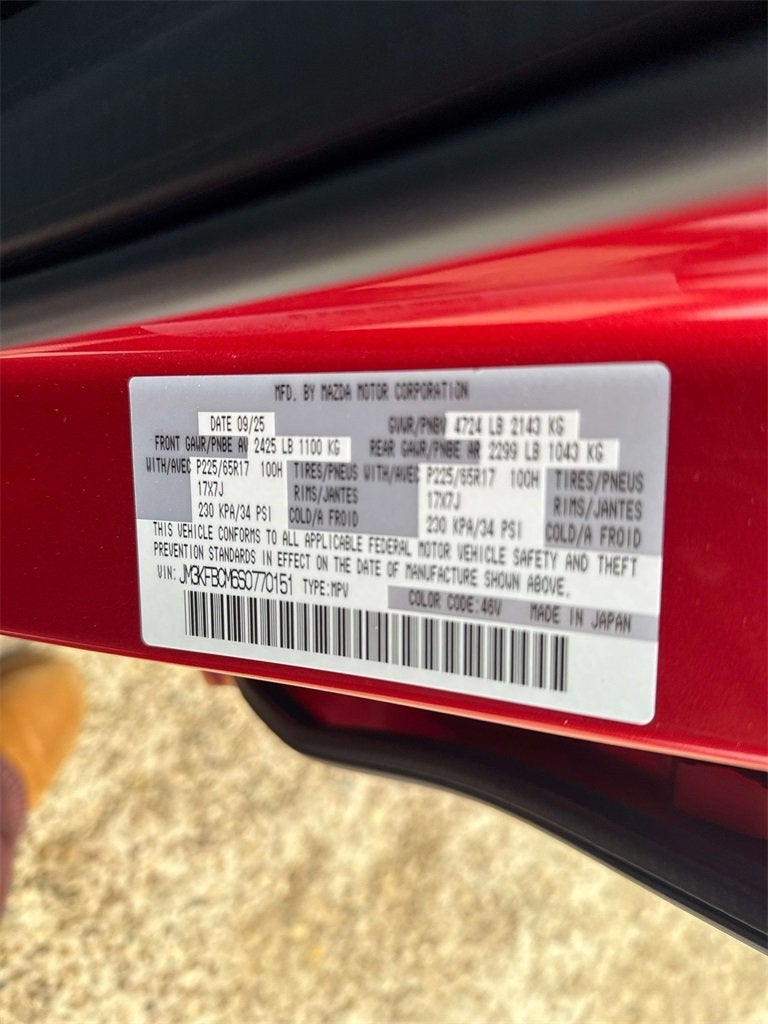 MFD. BY MAZDA MOTOR CORPORATION
DATE 09/25 GVWR/PNBV 4724 LB 2143 KG
FRONT GAWR/PNBE AV 2425 LB 1100 KG REAR GAWR/PNBE AR 2299 LB 1043 KG
WITH/AVEC P225/65R17 100H TIRES/PNEUS WITH/AVEC P225/65R17 100H TIRES/PNEUS
17X7J RIMS/JANTES 17X7J RIMS/JANTES
230 KPA/34 PSI COLD/A FROID 230 KPA/34 PSI COLD/A FROID
THIS VEHICLE CONFORMS TO ALL APPLICABLE FEDERAL MOTOR VEHICLE SAFETY AND THEFT
PREVENTION STANDARDS IN EFFECT ON THE DATE OF MANUFACTURE SHOWN ABOVE.
VIN: JM3KFBCM6S0770151 TYPE:MPV
COLOR CODE:46V MADE IN JAPAN